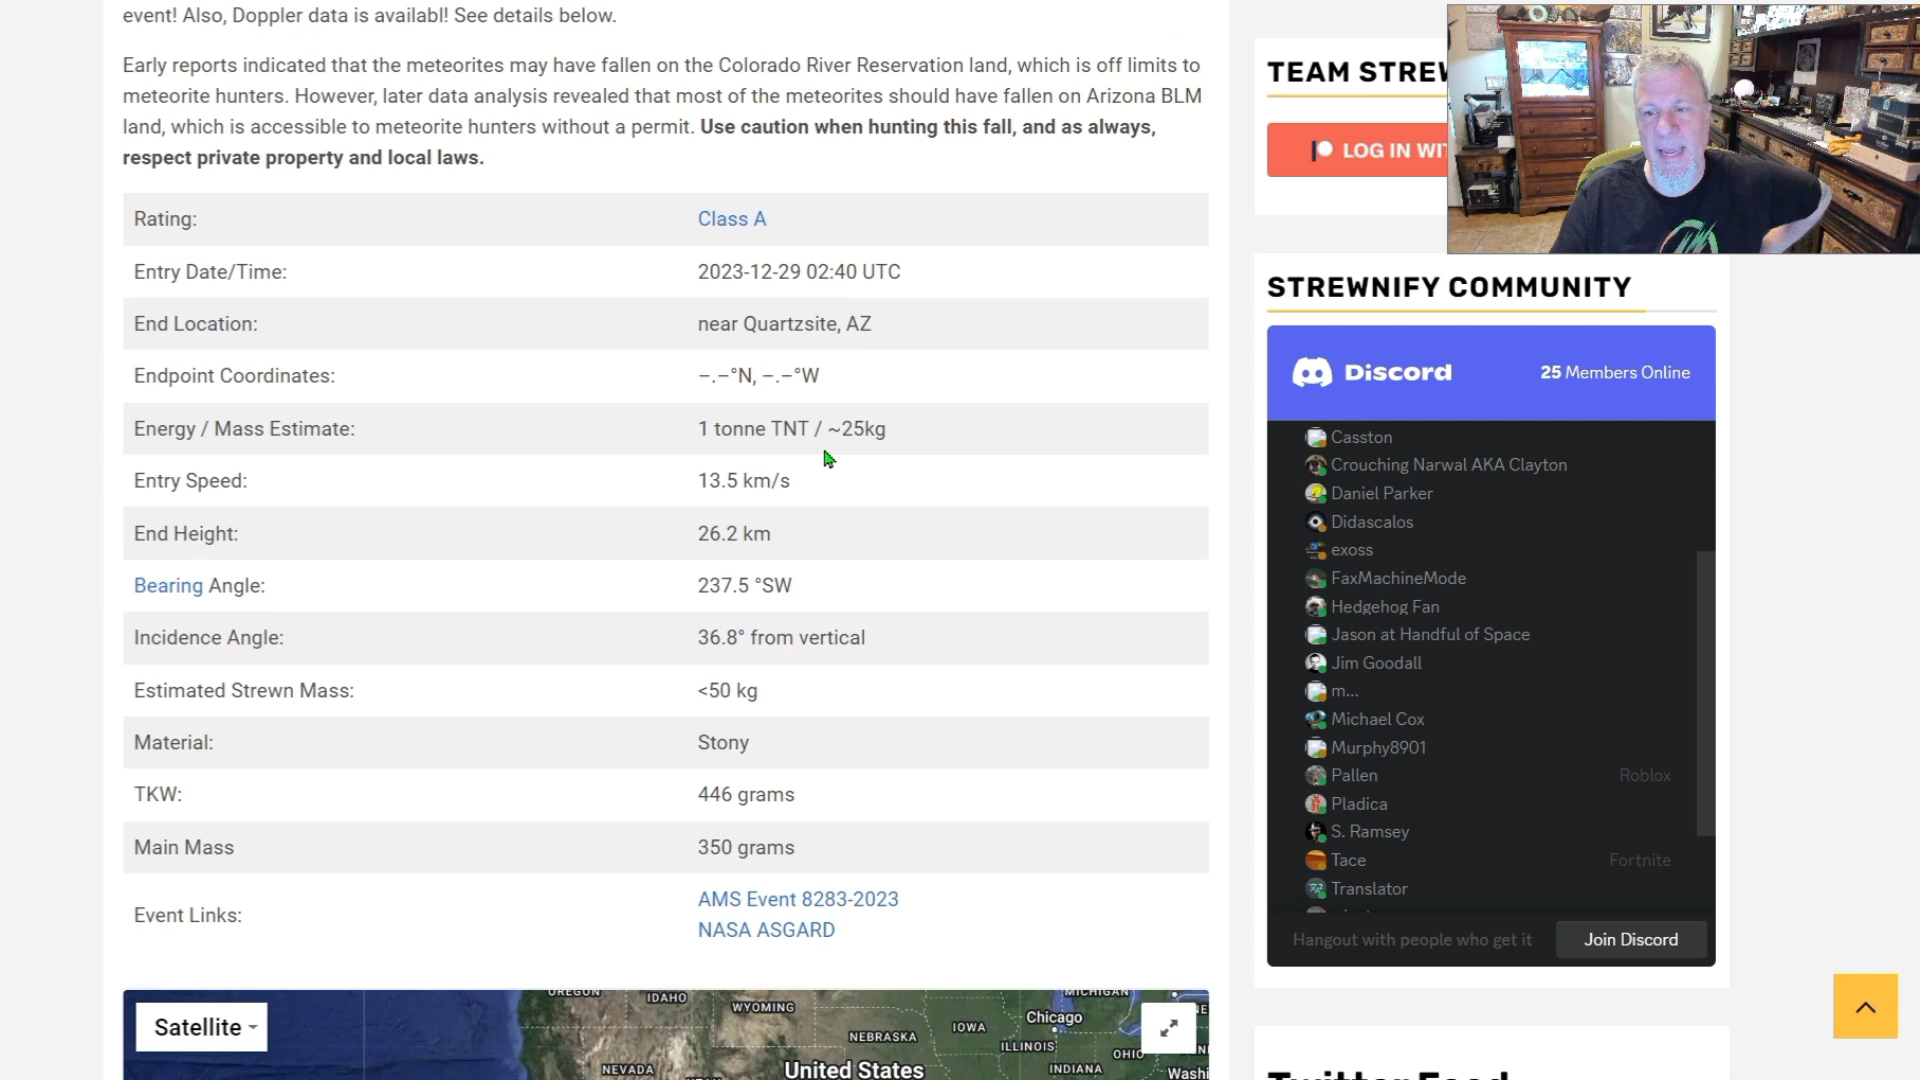 event! Also, Doppler data is availabl! See details below.
Early reports indicated that the meteorites may have fallen on the Colorado River Reservation land, which is off limits to
meteorite hunters. However, later data analysis revealed that most of the meteorites should have fallen on Arizona BLM
land, which is accessible to meteorite hunters without a permit. Use caution when hunting this fall, and as always,
respect private property and local laws.
Rating: Class A
Entry Date/Time: 2023-12-29 02:40 UTC
End Location: near Quartzsite, AZ
Endpoint Coordinates: –.–°N, –.–°W
Energy / Mass Estimate: 1 tonne TNT / ~25kg
Entry Speed: 13.5 km/s
End Height: 26.2 km
Bearing Angle: 237.5 °SW
Incidence Angle: 36.8° from vertical
Estimated Strewn Mass: <50 kg
Material: Stony
TKW: 446 grams
Main Mass 350 grams
Event Links: AMS Event 8283-2023
NASA ASGARD
Satellite
OREGON
IDAHO
WYOMING
MICHIGAN
Chicago
IOWA
NEBRASKA
ILLINOIS
OHIO
NEVADA
United States
INDIANA
Washi
TEAM STREW
LOG IN WIT
STREWNIFY COMMUNITY
Discord 25 Members Online
Casston
Crouching Narwal AKA Clayton
Daniel Parker
Didascalos
exoss
FaxMachineMode
Hedgehog Fan
Jason at Handful of Space
Jim Goodall
m...
Michael Cox
Murphy8901
Pallen Roblox
Pladica
S. Ramsey
Tace Fortnite
Translator
Hangout with people who get it Join Discord
Twitter Feed